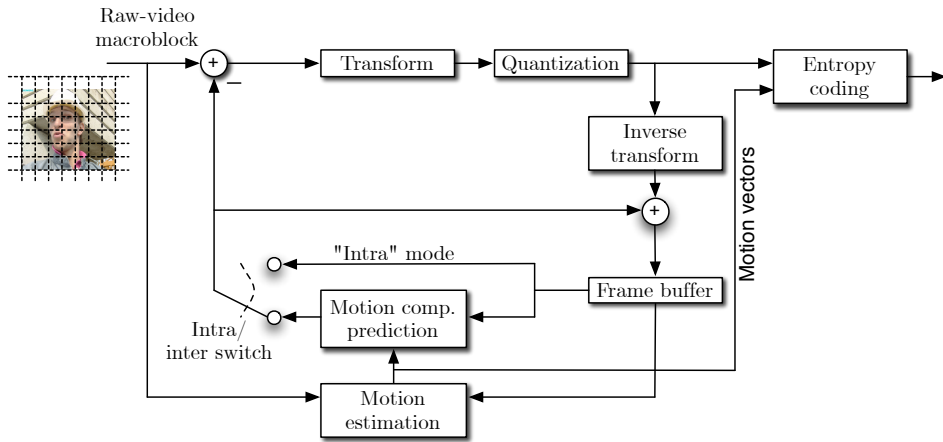 Raw-video
macroblock
+
−
Transform
Quantization
Entropy
coding
Inverse
transform
+
Motion vectors
"Intra" mode
Frame buffer
Motion comp.
prediction
Intra/
inter switch
Motion
estimation